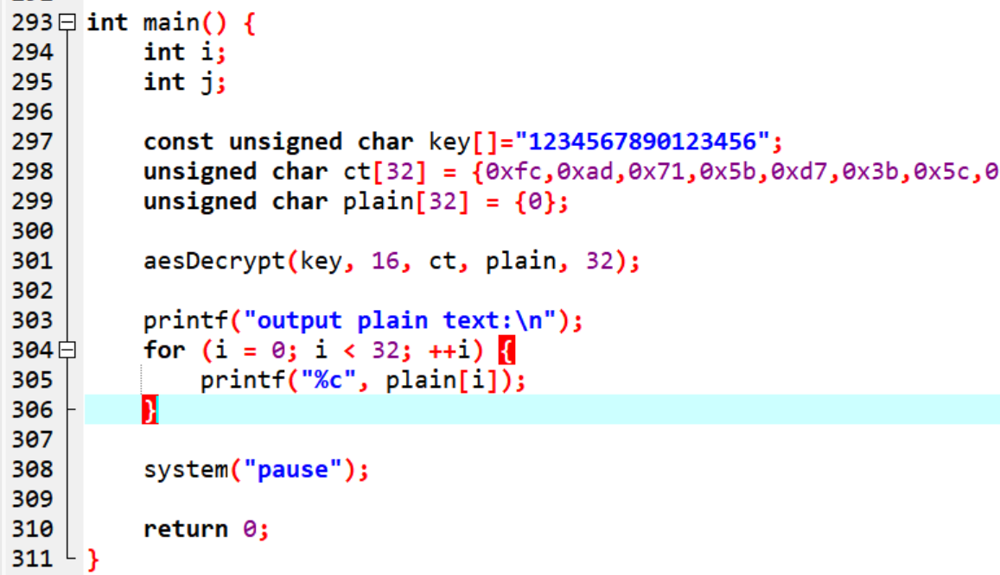 293 int main() {
294 int i;
295 int j;
296
297 const unsigned char key[]="1234567890123456";
298 unsigned char ct[32] = {0xfc,0xad,0x71,0x5b,0xd7,0x3b,0x5c,0
299 unsigned char plain[32] = {0};
300
301 aesDecrypt(key, 16, ct, plain, 32);
302
303 printf("output plain text:\n");
304 for (i = 0; i < 32; ++i) {
305 printf("%c", plain[i]);
306 }
307
308 system("pause");
309
310 return 0;
311 }